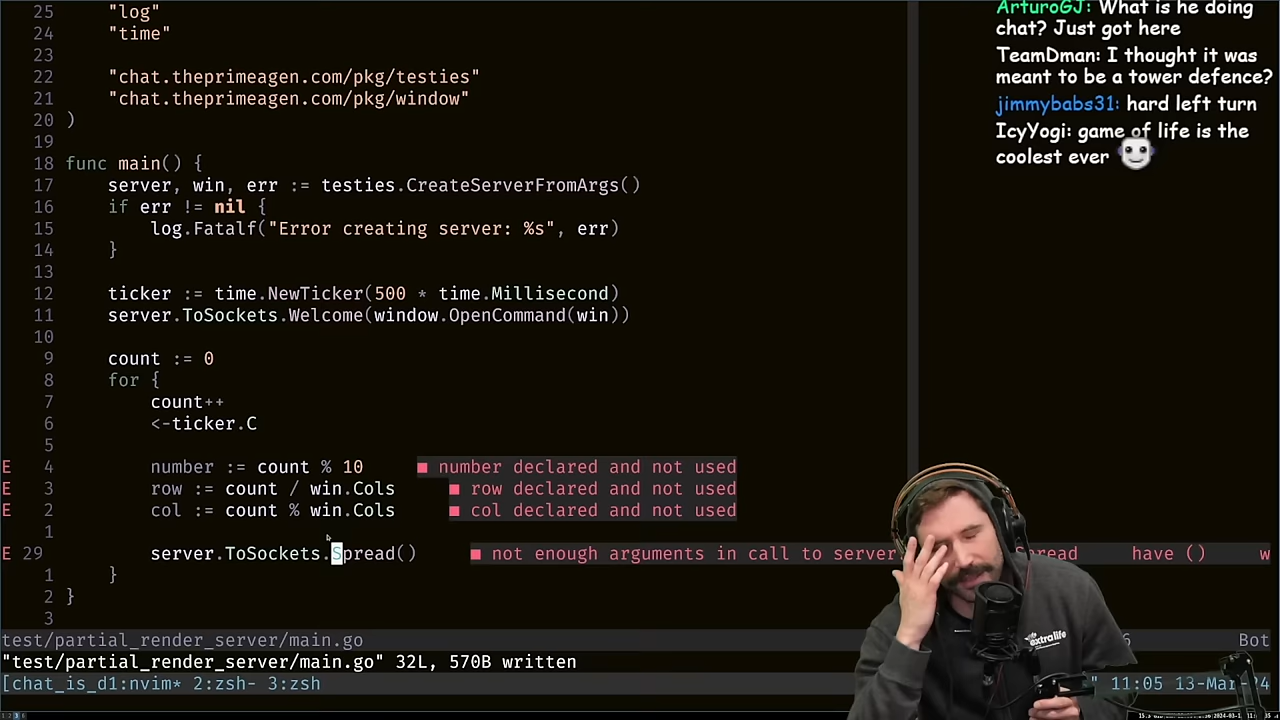 25 "log"
24 "time"
23
22 "chat.theprimeagen.com/pkg/testies"
21 "chat.theprimeagen.com/pkg/window"
20 )
19
18 func main() {
17 server, win, err := testies.CreateServerFromArgs()
16 if err != nil {
15 log.Fatalf("Error creating server: %s", err)
14 }
13
12 ticker := time.NewTicker(500 * time.Millisecond)
11 server.ToSockets.Welcome(window.OpenCommand(win))
10
9 count := 0
8 for {
7 count++
6 <-ticker.C
5
E 4 number := count % 10 ■ number declared and not used
E 3 row := count / win.Cols ■ row declared and not used
E 2 col := count % win.Cols ■ col declared and not used
1
E 29 server.ToSockets.Spread() ■ not enough arguments in call to server. Spread have () w
1 }
2 }
3
test/partial_render_server/main.go Bot
"test/partial_render_server/main.go" 32L, 570B written
[chat_is_d1:nvim* 2:zsh- 3:zsh " 11:05 13-Mar-24
ArturoGJ: What is he doing
chat? Just got here
TeamDman: I thought it was
meant to be a tower defence?
jimmybabs31: hard left turn
IcyYogi: game of life is the
coolest ever
extralife